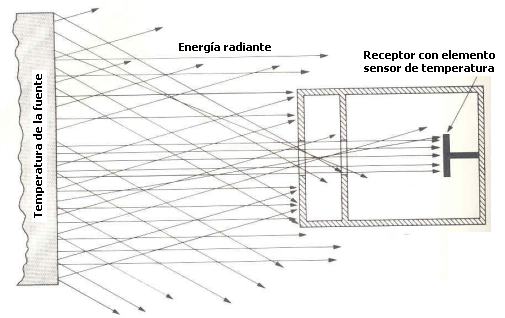 Energía radiante
Receptor con elemento
sensor de temperatura
Temperatura de la fuente